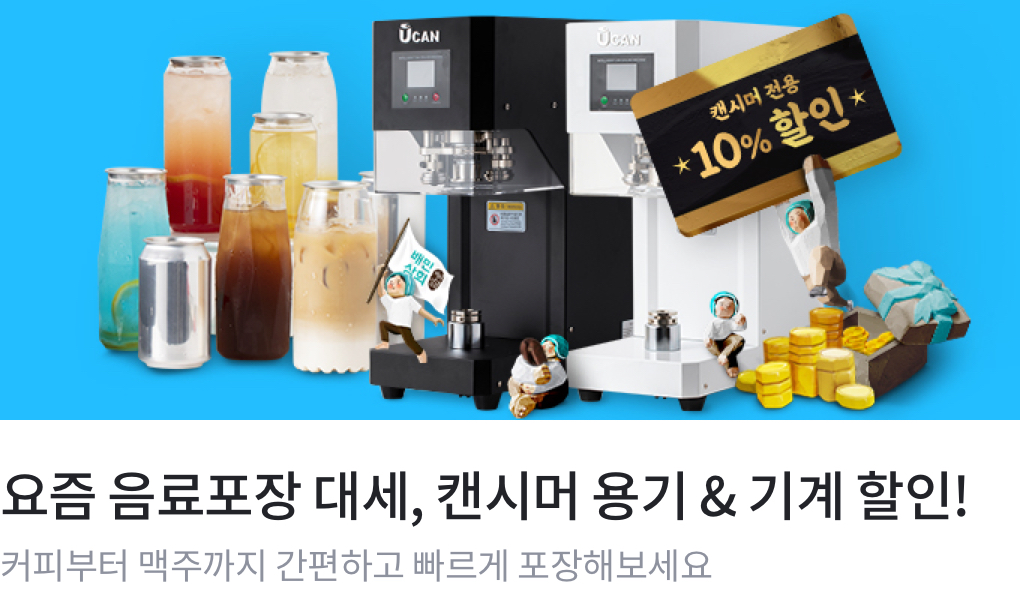 UCAN
UCAN
캔시머 전용
10% 할인
배민
상회
요즘 음료포장 대세, 캔시머 용기 & 기계 할인!
커피부터 맥주까지 간편하고 빠르게 포장해보세요